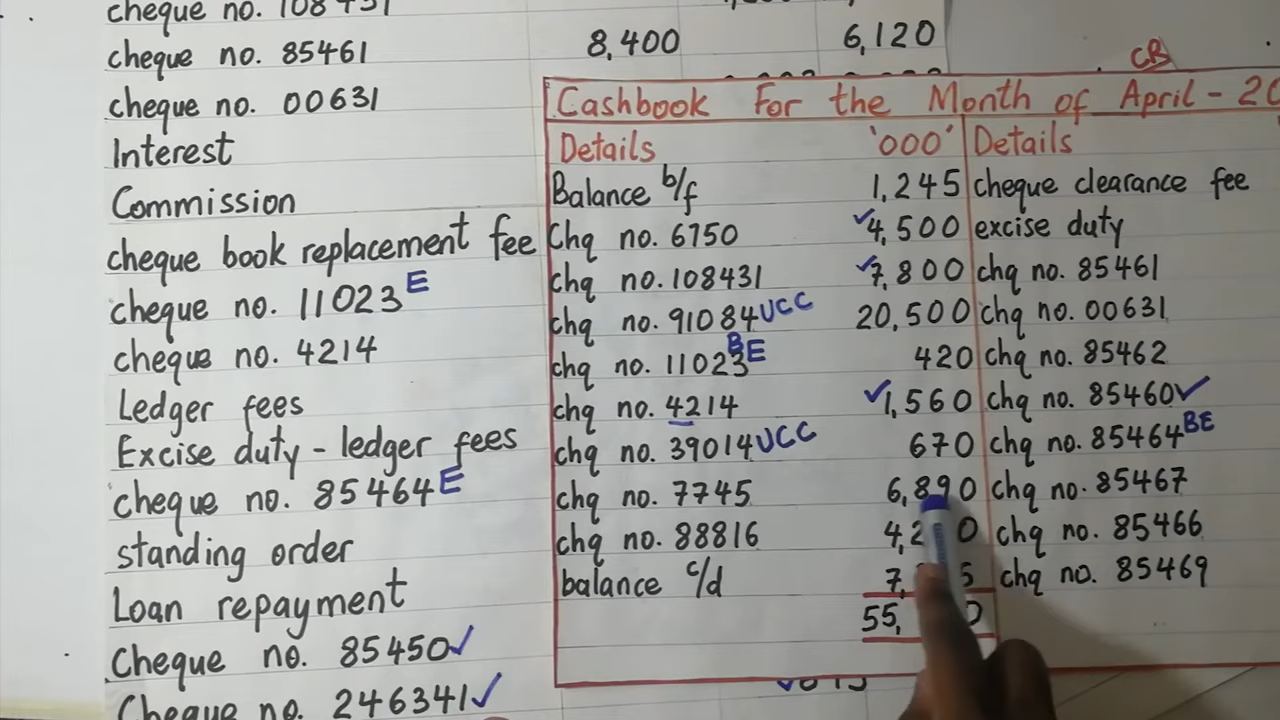 cheque no. 108431
cheque no. 85461 8,400 6,120
cheque no. 00631
Interest
Commission
cheque book replacement fee
cheque no. 11023 E
cheque no. 4214
Ledger fees
Excise duty - ledger fees
cheque no. 85464 E
standing order
Loan repayment
Cheque no. 85450 ✓
Cheque no. 246341 ✓
CB
Cashbook For the Month of April - 20
Details '000' Details
Balance b/f 1,245 cheque clearance fee
Chq no. 6750 ✓4,500 excise duty
chq no. 108431 ✓7,800 chq no. 85461
chq no. 91084 UCC 20,500 chq no. 00631
chq no. 11023 BE 420 chq no. 85462
chq no. 4214 ✓1,560 chq no. 85460 ✓
chq no. 39014 UCC 670 chq no. 85464 BE
chq no. 7745 6,890 chq no. 85467
chq no. 88816 chq no. 85466
balance c/d chq no. 85469